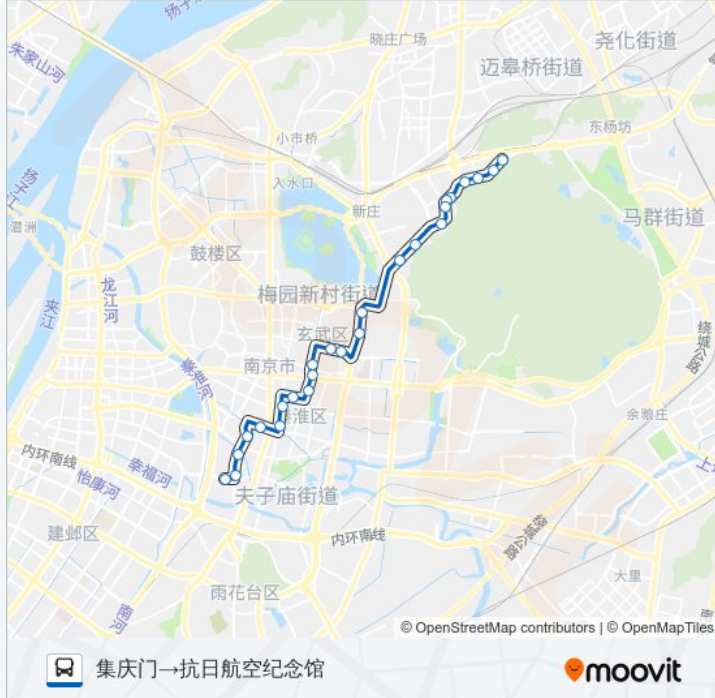 扬子江
朱家山河
晓庄广场
尧化街道
迈皋桥街道
小市桥
东杨坊
入水口
扬子江
新庄
马群街道
潜洲
鼓楼区
龙江河
梅园新村街道
夹江
玄武区
绕城公路
南京市
秦淮河
秦淮区
余粮庄
内环南线
幸福河
怡康河
夫子庙街道
建邺区
内环南线
绕城公路
大里
雨花台区
南河
© OpenStreetMap contributors | © OpenMapTiles
集庆门→抗日航空纪念馆
moovit